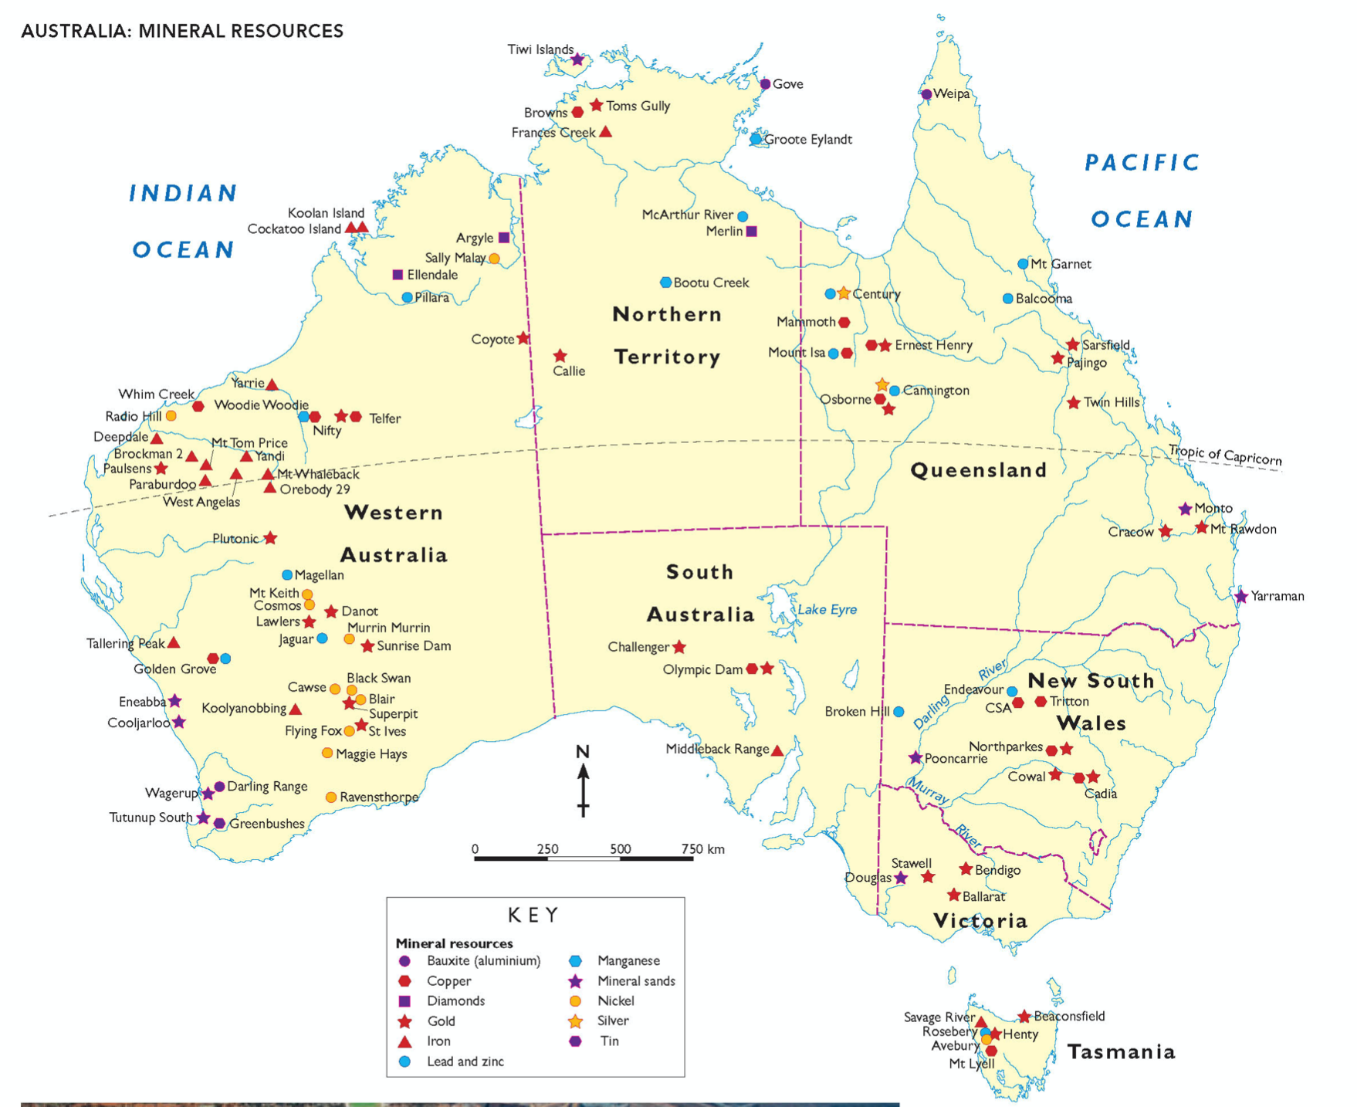 AUSTRALIA: MINERAL RESOURCES
Tiwi Islands
Gove
Weipa
Toms Gully
Browns
Frances Creek
Groote Eylandt
PACIFIC
OCEAN
INDIAN
OCEAN
Koolan Island
Cockatoo Island
McArthur River
Merlin
Argyle
Sally Malay
Ellendale
Pillara
Bootu Creek
Mt Garnet
Balcooma
Century
Northern
Territory
Mammoth
Mount Isa
Ernest Henry
Coyote
Callie
Sarsfield
Pajingo
Cannington
Osborne
Twin Hills
Yarrie
Whim Creek
Woodie Woodie
Radio Hill
Nifty
Telfer
Deepdale
Mt Tom Price
Brockman 2
Yandi
Paulsens
Mt Whaleback
Paraburdoo
Orebody 29
West Angelas
Tropic of Capricorn
Queensland
Western
Australia
Monto
Cracow
Mt Rawdon
Plutonic
Magellan
South
Australia
Lake Eyre
Yarraman
Mt Keith
Cosmos
Danot
Lawlers
Murrin Murrin
Jaguar
Sunrise Dam
Tallering Peak
Golden Grove
Challenger
Olympic Dam
Black Swan
Cawse
Blair
Eneabba
Koolyanobbing
Superpit
Cooljarloo
Flying Fox
St Ives
Maggie Hays
Endeavour
Darling
River
New South
Wales
CSA
Tritton
Broken Hill
Northparkes
Middleback Range
Pooncarrie
Cowal
Cadia
Murray
River
Darling Range
Wagerup
Ravensthorpe
Tutunup South
Greenbushes
N
0 250 500 750 km
Stawell
Douglas
Bendigo
Ballarat
Victoria
KEY
Mineral resources
Bauxite (aluminium)
Copper
Diamonds
Gold
Iron
Lead and zinc
Manganese
Mineral sands
Nickel
Silver
Tin
Savage River
Beaconsfield
Rosebery
Henty
Avebury
Mt Lyell
Tasmania